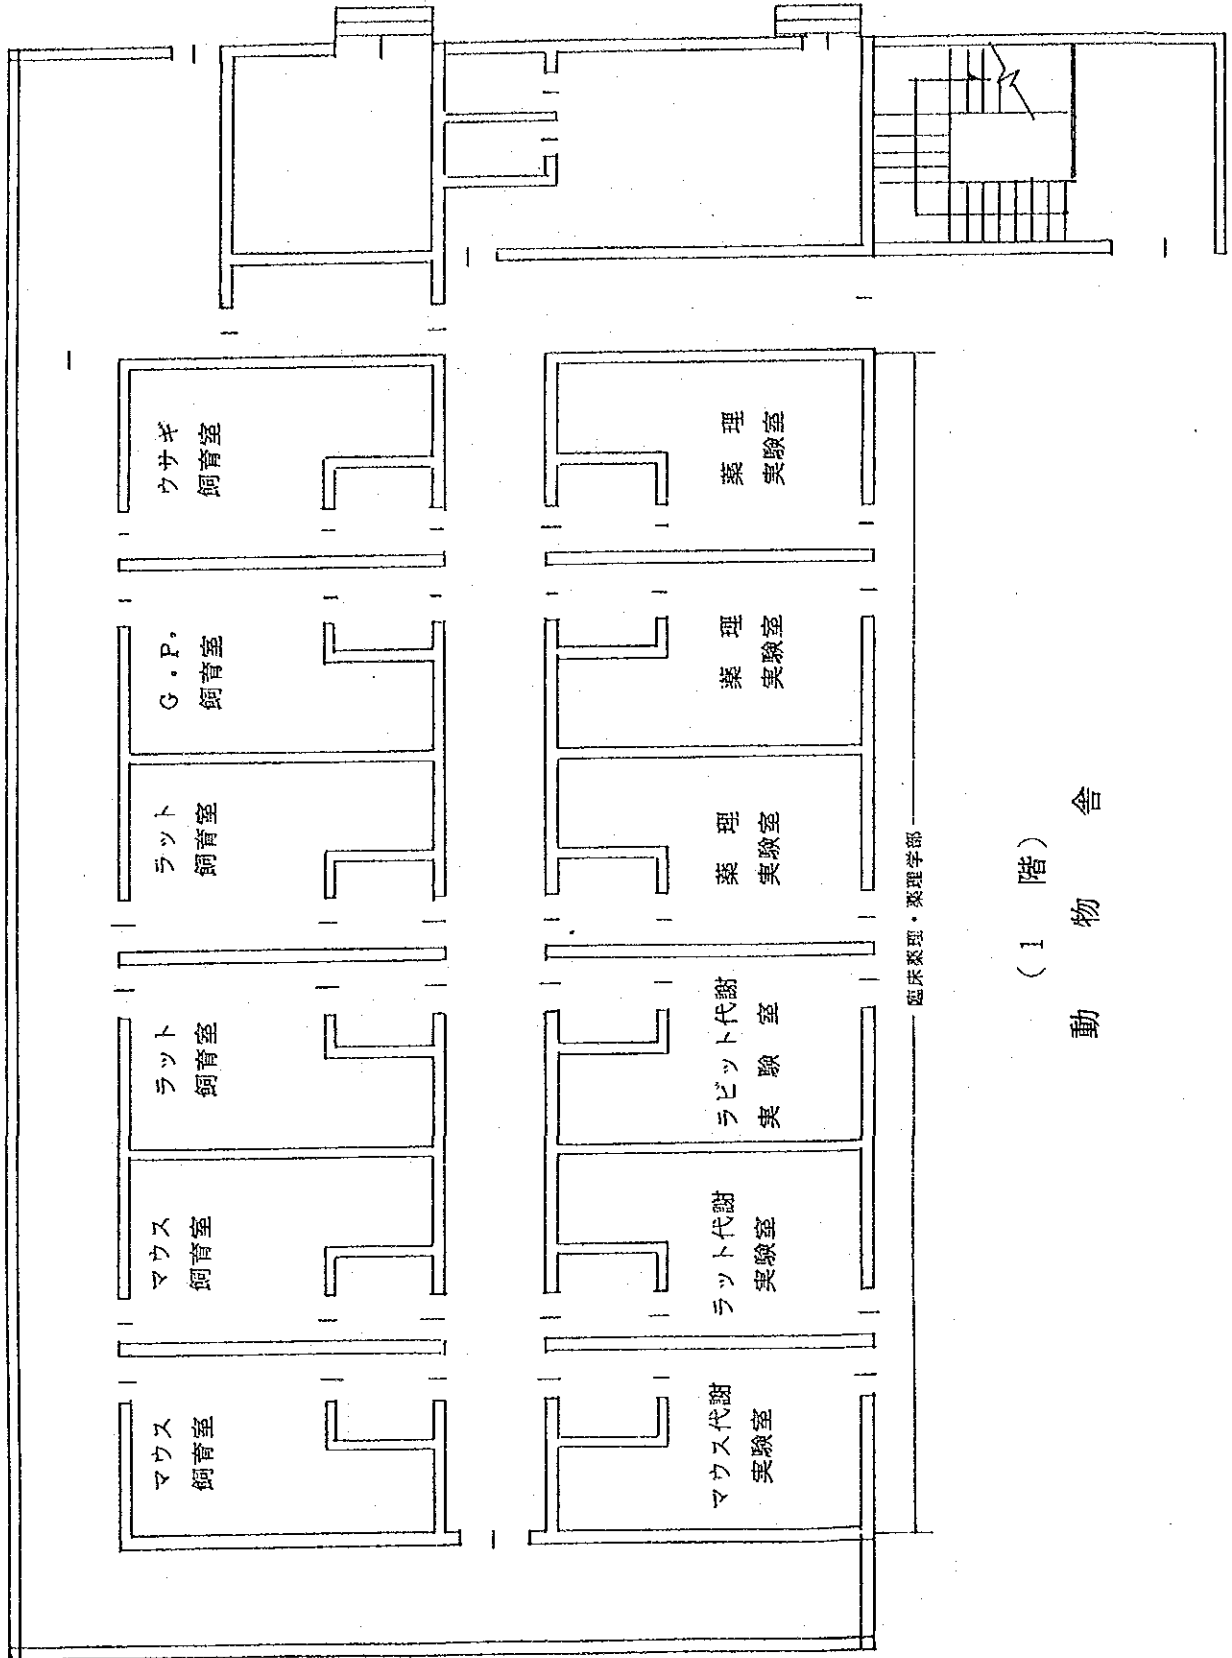 マウス
飼育室
マウス
飼育室
ラット
飼育室
ラット
飼育室
G.P.
飼育室
ウサギ
飼育室
マウス代謝
実験室
ラット代謝
実験室
ラビット代謝
実験室
薬理
実験室
薬理
実験室
薬理
実験室
臨床薬理・薬理学部
(1階)
動物舎